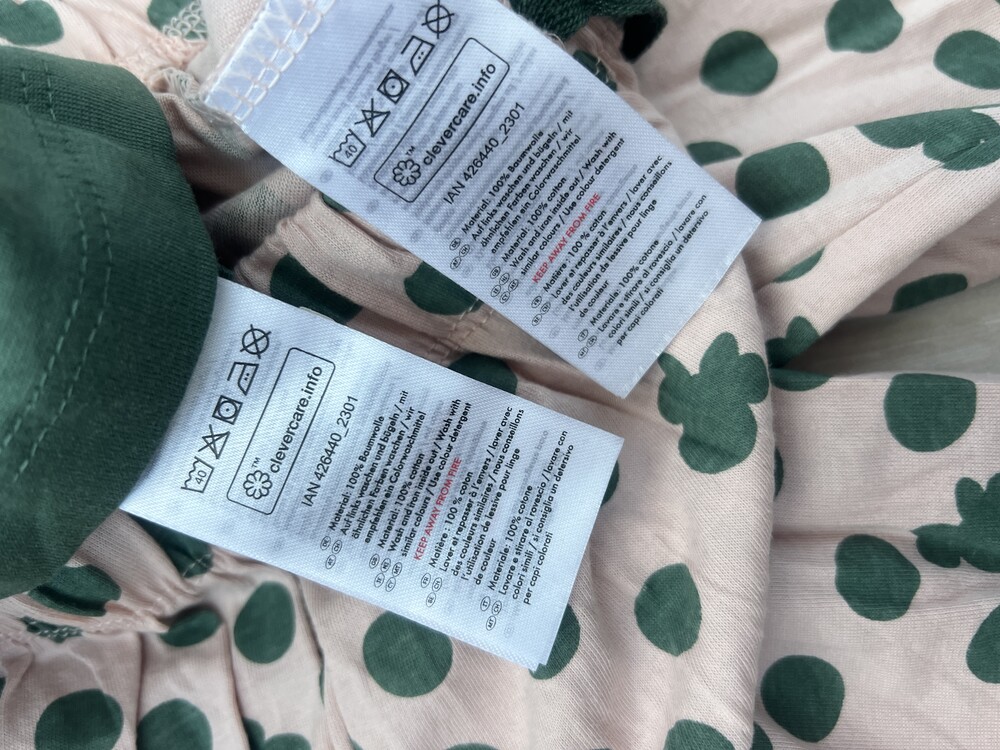 40
™
clevercare.info
IAN 426440_2301
DE AT CH Material: 100% Baumwolle
Auf links waschen und bügeln / mit
ähnlichen Farben waschen / wir
empfehlen ein Colorwaschmittel
Material: 100% cotton
Wash and iron inside out / Wash with
similar colours / Use colour detergent
KEEP AWAY FROM FIRE
Matière : 100 % coton
Laver et repasser à l'envers / laver avec
des couleurs similaires / nous conseillons
l'utilisation de lessive pour linge
de couleur
Materiale: 100% cotone
Lavare e stirare al rovescio / lavare con
colori simili / si consiglia un detersivo
per capi colorati
40
™
clevercare.info
IAN 426440_2301
Material: 100% Baumwolle
Auf links waschen und bügeln / mit
ähnlichen Farben waschen / wir
empfehlen ein Colorwaschmittel
Material: 100% cotton
Wash and iron inside out / Wash with
similar colours / Use colour detergent
KEEP AWAY FROM FIRE
Matière : 100 % coton
Laver et repasser à l'envers / laver avec
des couleurs similaires / nous conseillons
l'utilisation de lessive pour linge
de couleur
Materiale: 100% cotone
Lavare e stirare al rovescio / lavare con
colori simili / si consiglia un detersivo
per capi colorati